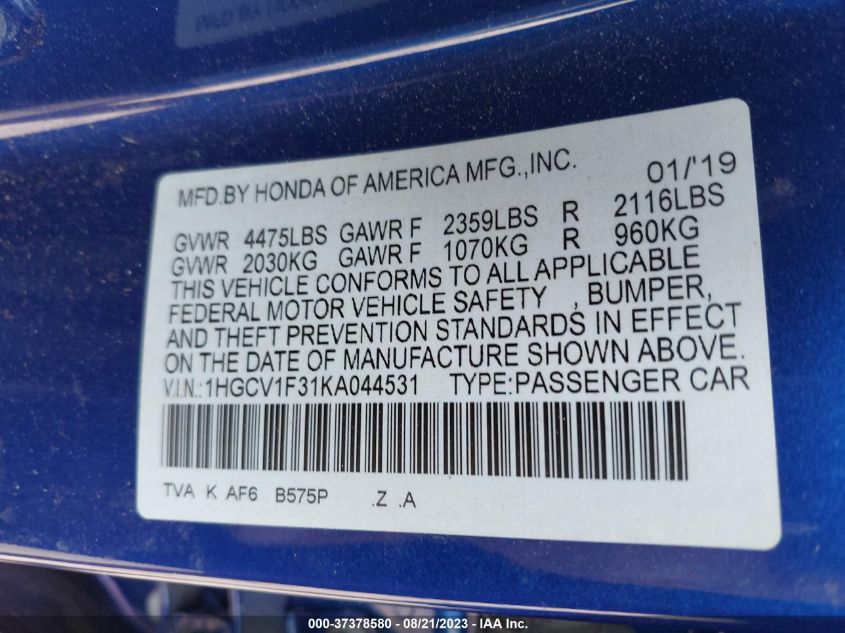 MFD.BY HONDA OF AMERICA MFG.,INC. 01/'19
GVWR 4475LBS GAWR F 2359LBS R 2116LBS
GVWR 2030KG GAWR F 1070KG R 960KG
THIS VEHICLE CONFORMS TO ALL APPLICABLE
FEDERAL MOTOR VEHICLE SAFETY , BUMPER,
AND THEFT PREVENTION STANDARDS IN EFFECT
ON THE DATE OF MANUFACTURE SHOWN ABOVE.
V.I.N.:1HGCV1F31KA044531 TYPE:PASSENGER CAR
TVA K AF6 B575P .Z .A
000-37378580 - 08/21/2023 - IAA Inc.